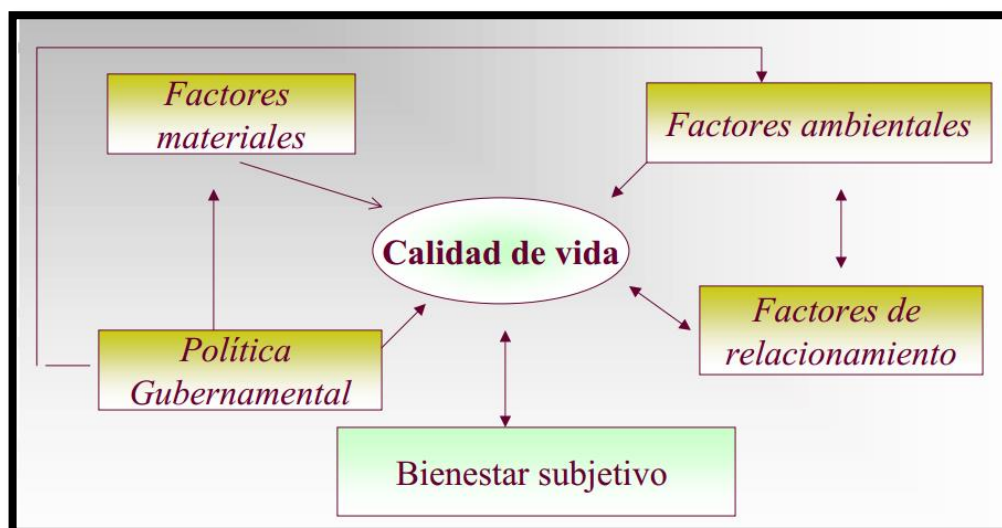 Factores
materiales
Factores ambientales
Calidad de vida
Factores de
relacionamiento
Política
Gubernamental
Bienestar subjetivo